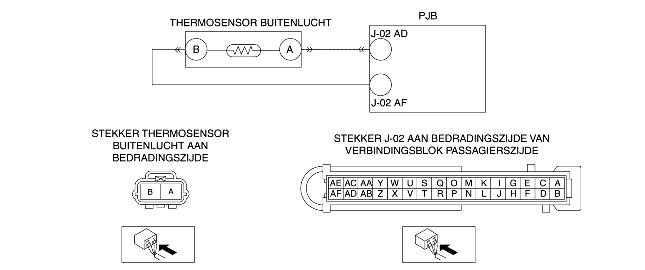 THERMOSENSOR BUITENLUCHT
PJB
J-02 AD
B
A
J-02 AF
STEKKER THERMOSENSOR
BUITENLUCHT AAN
BEDRADINGSZIJDE
STEKKER J-02 AAN BEDRADINGSZIJDE VAN
VERBINDINGSBLOK PASSAGIERSZIJDE
B A
AE AC AA Y W U S Q O M K I G E C A
AF AD AB Z X V T R P N L J H F D B